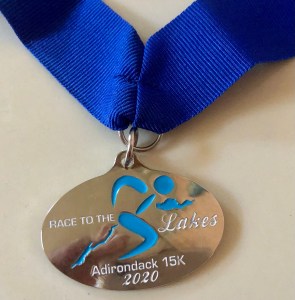 RACE TO THE Lakes
Adirondack 15K
2020